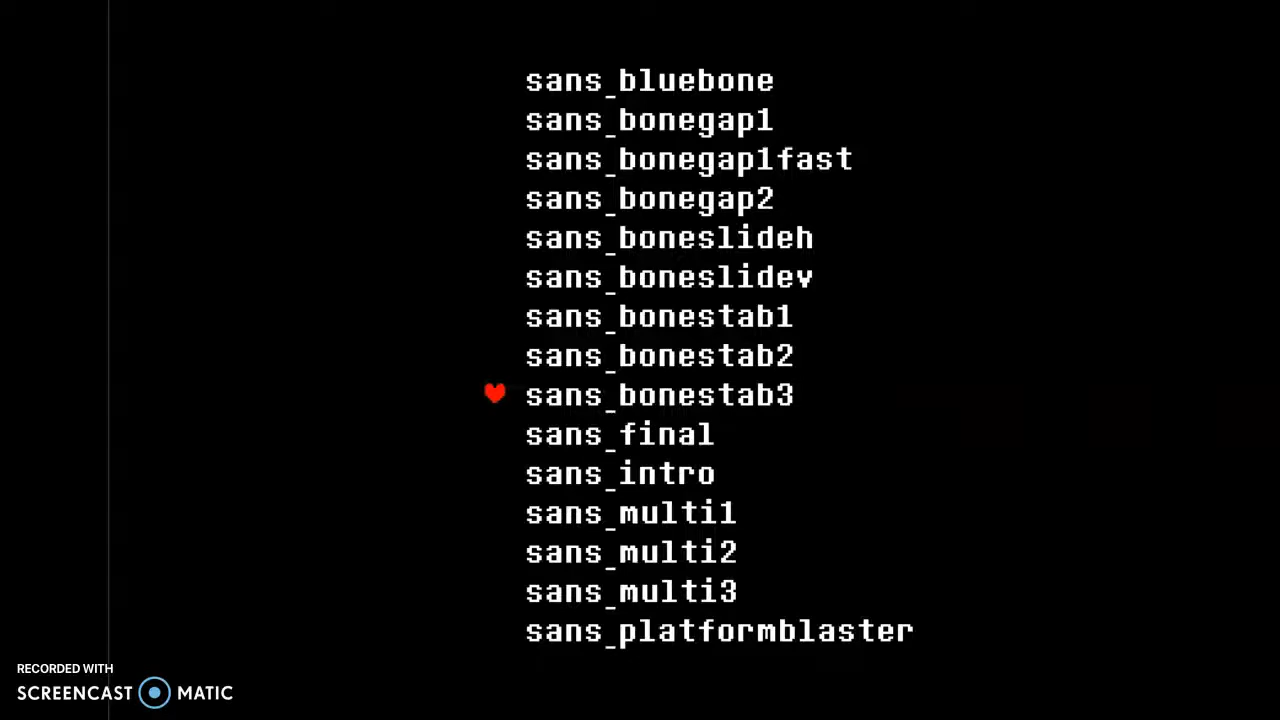 sans_bluebone
sans_bonegap1
sans_bonegap1fast
sans_bonegap2
sans_boneslideh
sans_boneslidev
sans_bonestab1
sans_bonestab2
sans_bonestab3
sans_final
sans_intro
sans_multi1
sans_multi2
sans_multi3
sans_platformblaster
RECORDED WITH
SCREENCAST MATIC